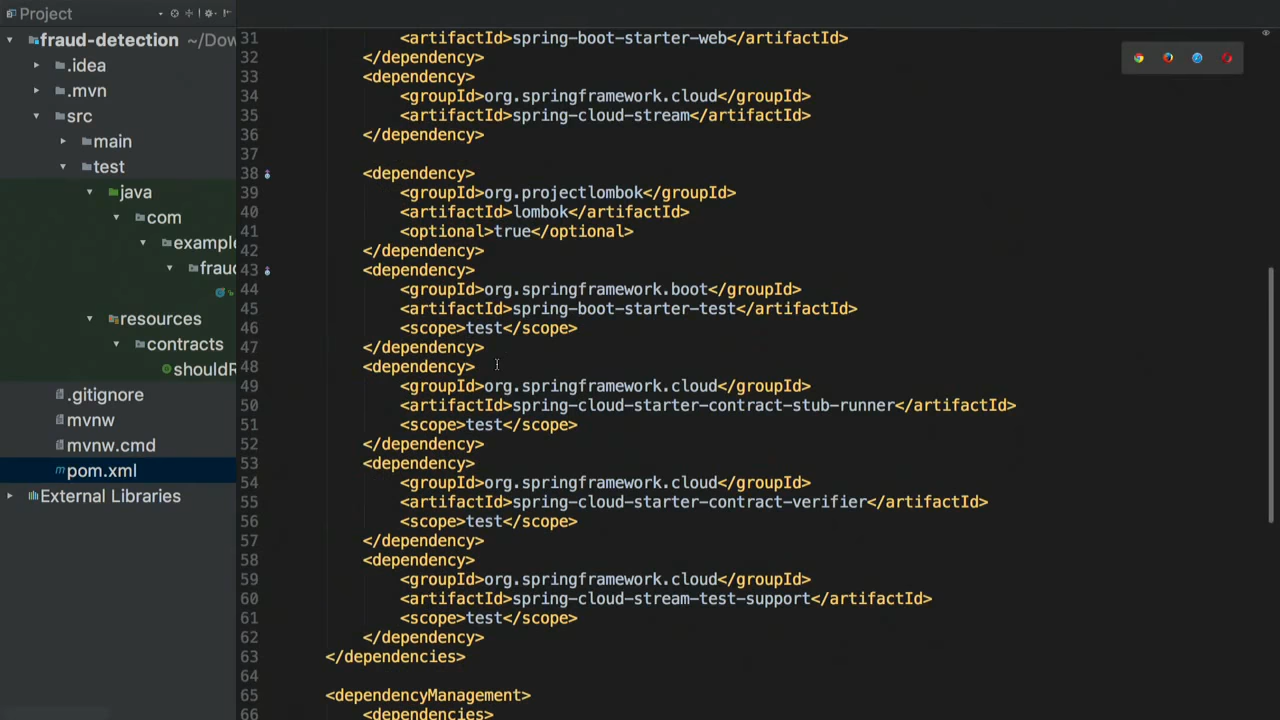 Project
fraud-detection ~/Dow
.idea
.mvn
src
main
test
java
com
example
fraud
resources
contracts
shouldR
.gitignore
mvnw
mvnw.cmd
pom.xml
External Libraries
31 <artifactId>spring-boot-starter-web</artifactId>
32 </dependency>
33 <dependency>
34 <groupId>org.springframework.cloud</groupId>
35 <artifactId>spring-cloud-stream</artifactId>
36 </dependency>
37
38 <dependency>
39 <groupId>org.projectlombok</groupId>
40 <artifactId>lombok</artifactId>
41 <optional>true</optional>
42 </dependency>
43 <dependency>
44 <groupId>org.springframework.boot</groupId>
45 <artifactId>spring-boot-starter-test</artifactId>
46 <scope>test</scope>
47 </dependency>
48 <dependency>
49 <groupId>org.springframework.cloud</groupId>
50 <artifactId>spring-cloud-starter-contract-stub-runner</artifactId>
51 <scope>test</scope>
52 </dependency>
53 <dependency>
54 <groupId>org.springframework.cloud</groupId>
55 <artifactId>spring-cloud-starter-contract-verifier</artifactId>
56 <scope>test</scope>
57 </dependency>
58 <dependency>
59 <groupId>org.springframework.cloud</groupId>
60 <artifactId>spring-cloud-stream-test-support</artifactId>
61 <scope>test</scope>
62 </dependency>
63 </dependencies>
64
65 <dependencyManagement>
66 <dependencies>